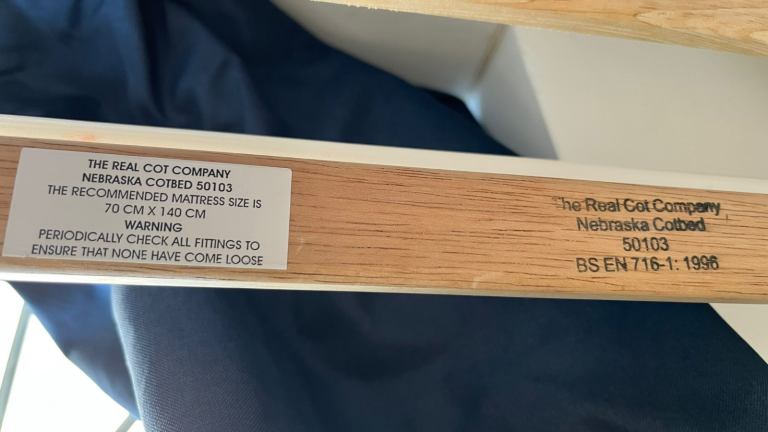 THE REAL COT COMPANY
NEBRASKA COTBED 50103
THE RECOMMENDED MATTRESS SIZE IS
70 CM X 140 CM
WARNING
PERIODICALLY CHECK ALL FITTINGS TO
ENSURE THAT NONE HAVE COME LOOSE
The Real Cot Company
Nebraska Cotbed
50103
BS EN 716-1: 1996